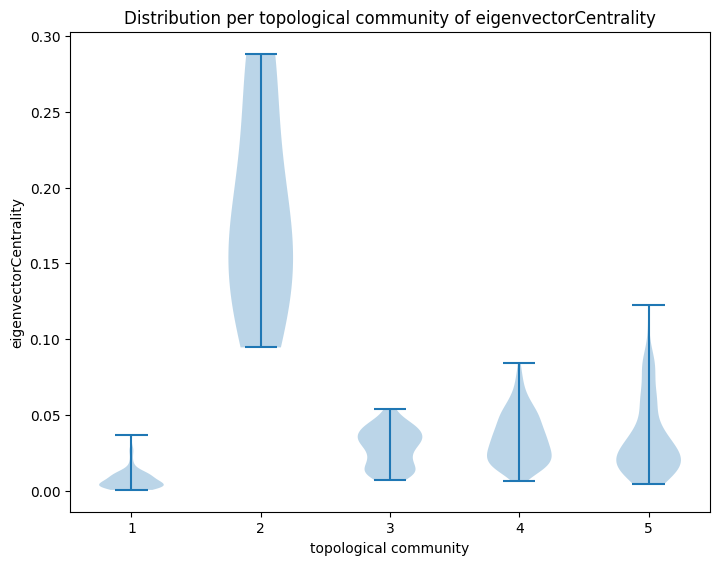 Distribution per topological community of eigenvectorCentrality
0.30
0.25
0.20
0.15
0.10
0.05
0.00
eigenvectorCentrality
1 2 3 4 5
topological community